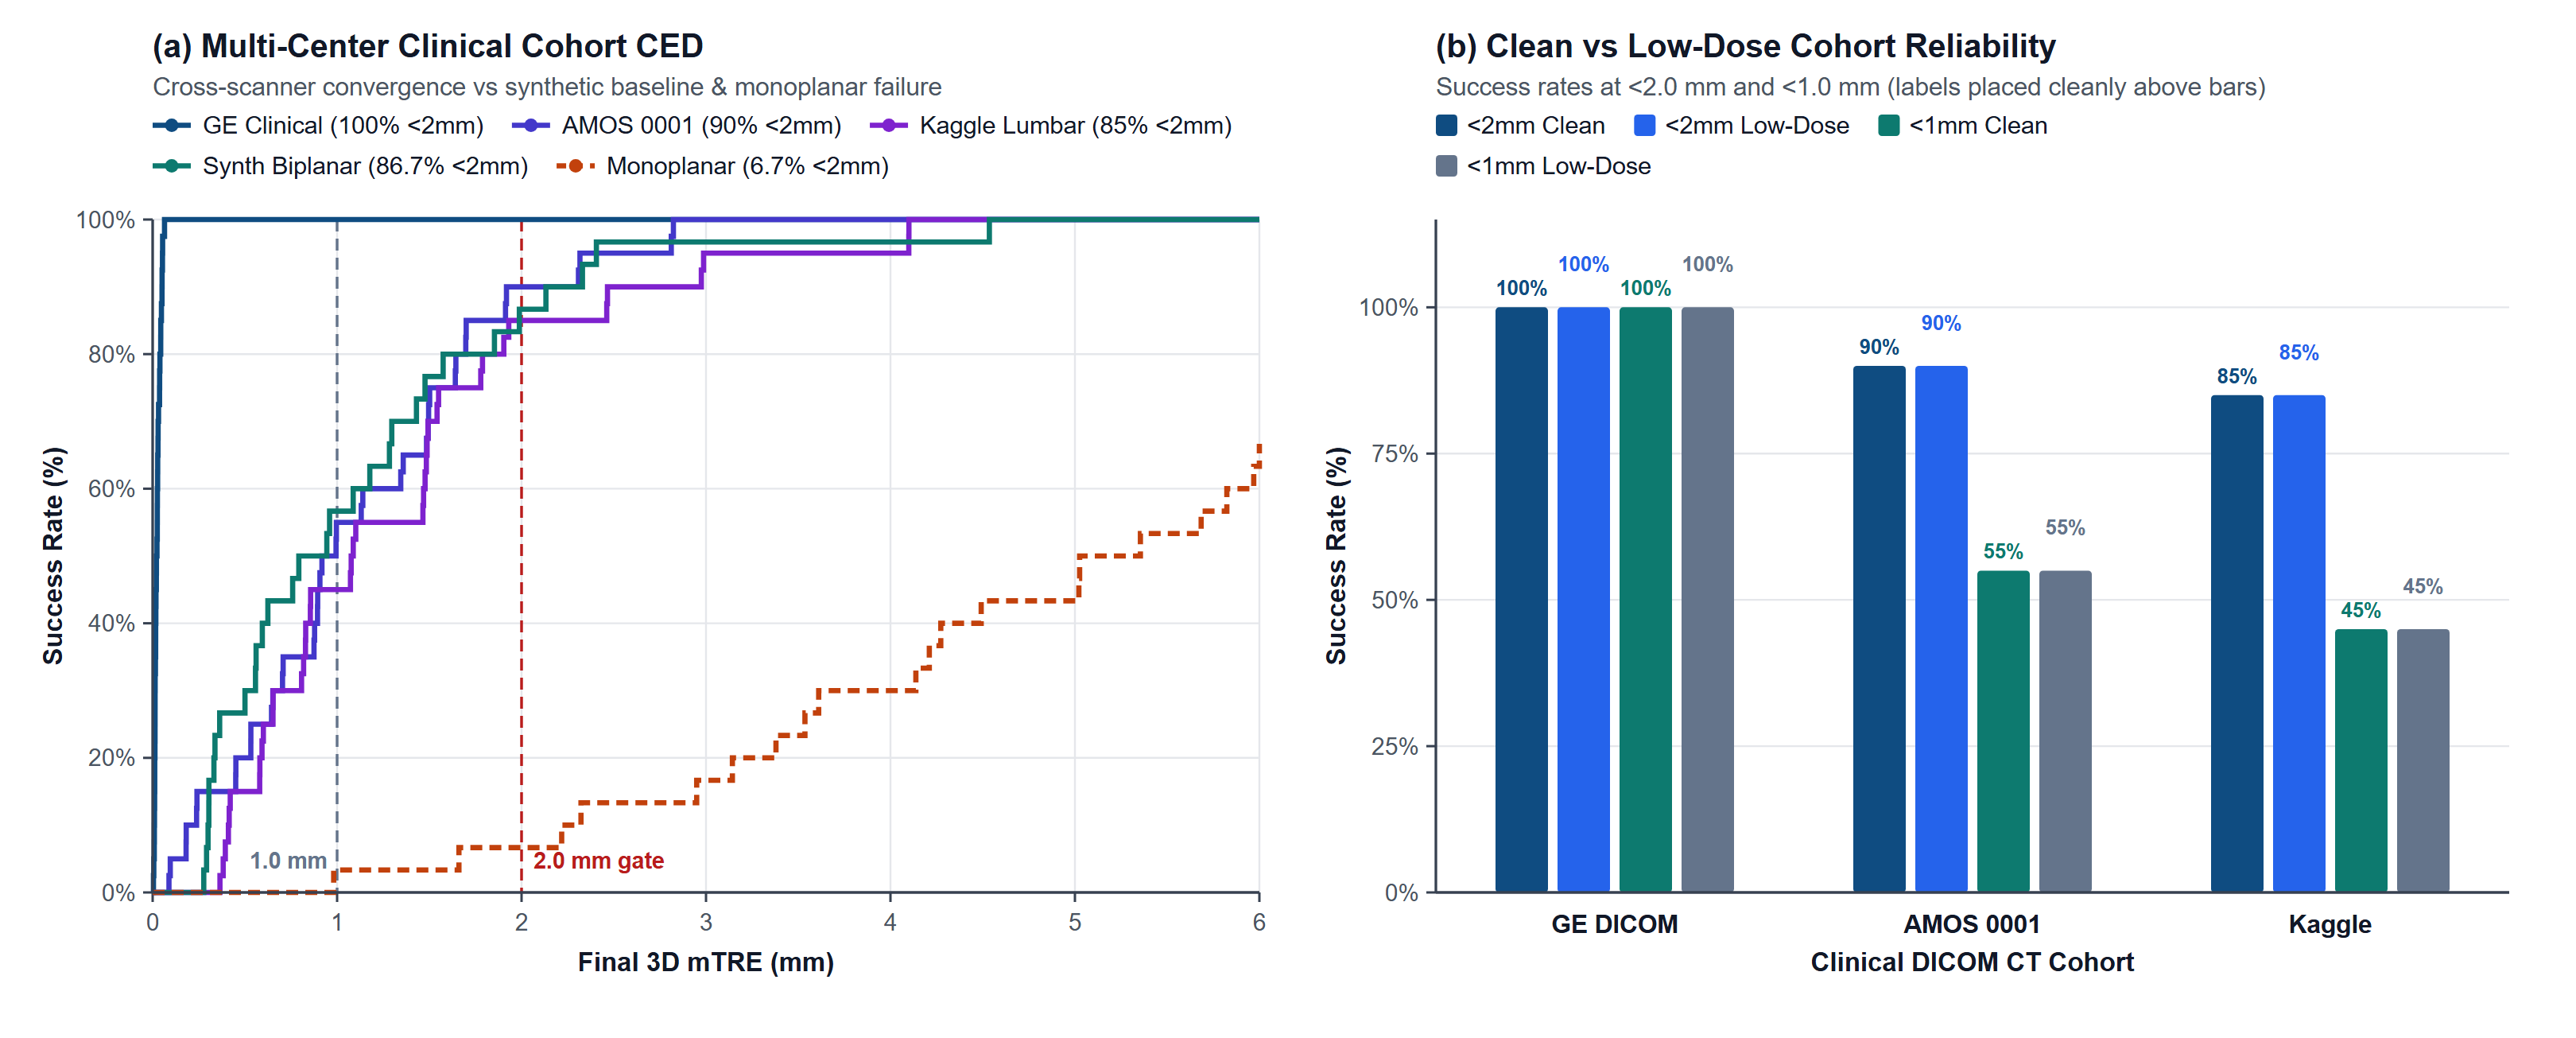 (a) Multi-Center Clinical Cohort CED
Cross-scanner convergence vs synthetic baseline & monoplanar failure
GE Clinical (100% <2mm) AMOS 0001 (90% <2mm) Kaggle Lumbar (85% <2mm)
Synth Biplanar (86.7% <2mm) Monoplanar (6.7% <2mm)
100%
80%
60%
40%
20%
0%
Success Rate (%)
1.0 mm
2.0 mm gate
0 1 2 3 4 5 6
Final 3D mTRE (mm)
(b) Clean vs Low-Dose Cohort Reliability
Success rates at <2.0 mm and <1.0 mm (labels placed cleanly above bars)
<2mm Clean <2mm Low-Dose <1mm Clean
<1mm Low-Dose
100%
75%
50%
25%
0%
Success Rate (%)
100% 100% 100% 100%
90% 90% 55% 55%
85% 85% 45% 45%
GE DICOM AMOS 0001 Kaggle
Clinical DICOM CT Cohort